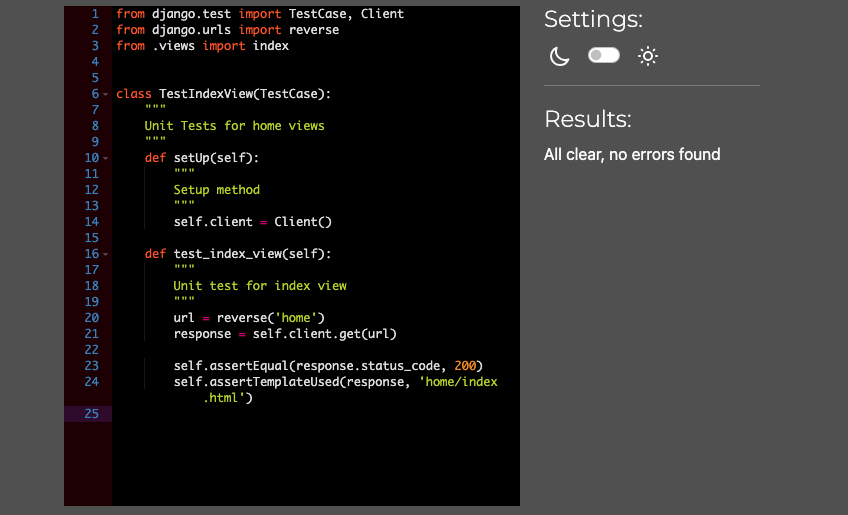 1 from django.test import TestCase, Client
2 from django.urls import reverse
3 from .views import index
4
5
6 class TestIndexView(TestCase):
7     """
8     Unit Tests for home views
9     """
10     def setUp(self):
11         """
12         Setup method
13         """
14         self.client = Client()
15
16     def test_index_view(self):
17         """
18         Unit test for index view
19         """
20         url = reverse('home')
21         response = self.client.get(url)
22
23         self.assertEqual(response.status_code, 200)
24         self.assertTemplateUsed(response, 'home/index
            .html')
25
Settings:
Results:
All clear, no errors found